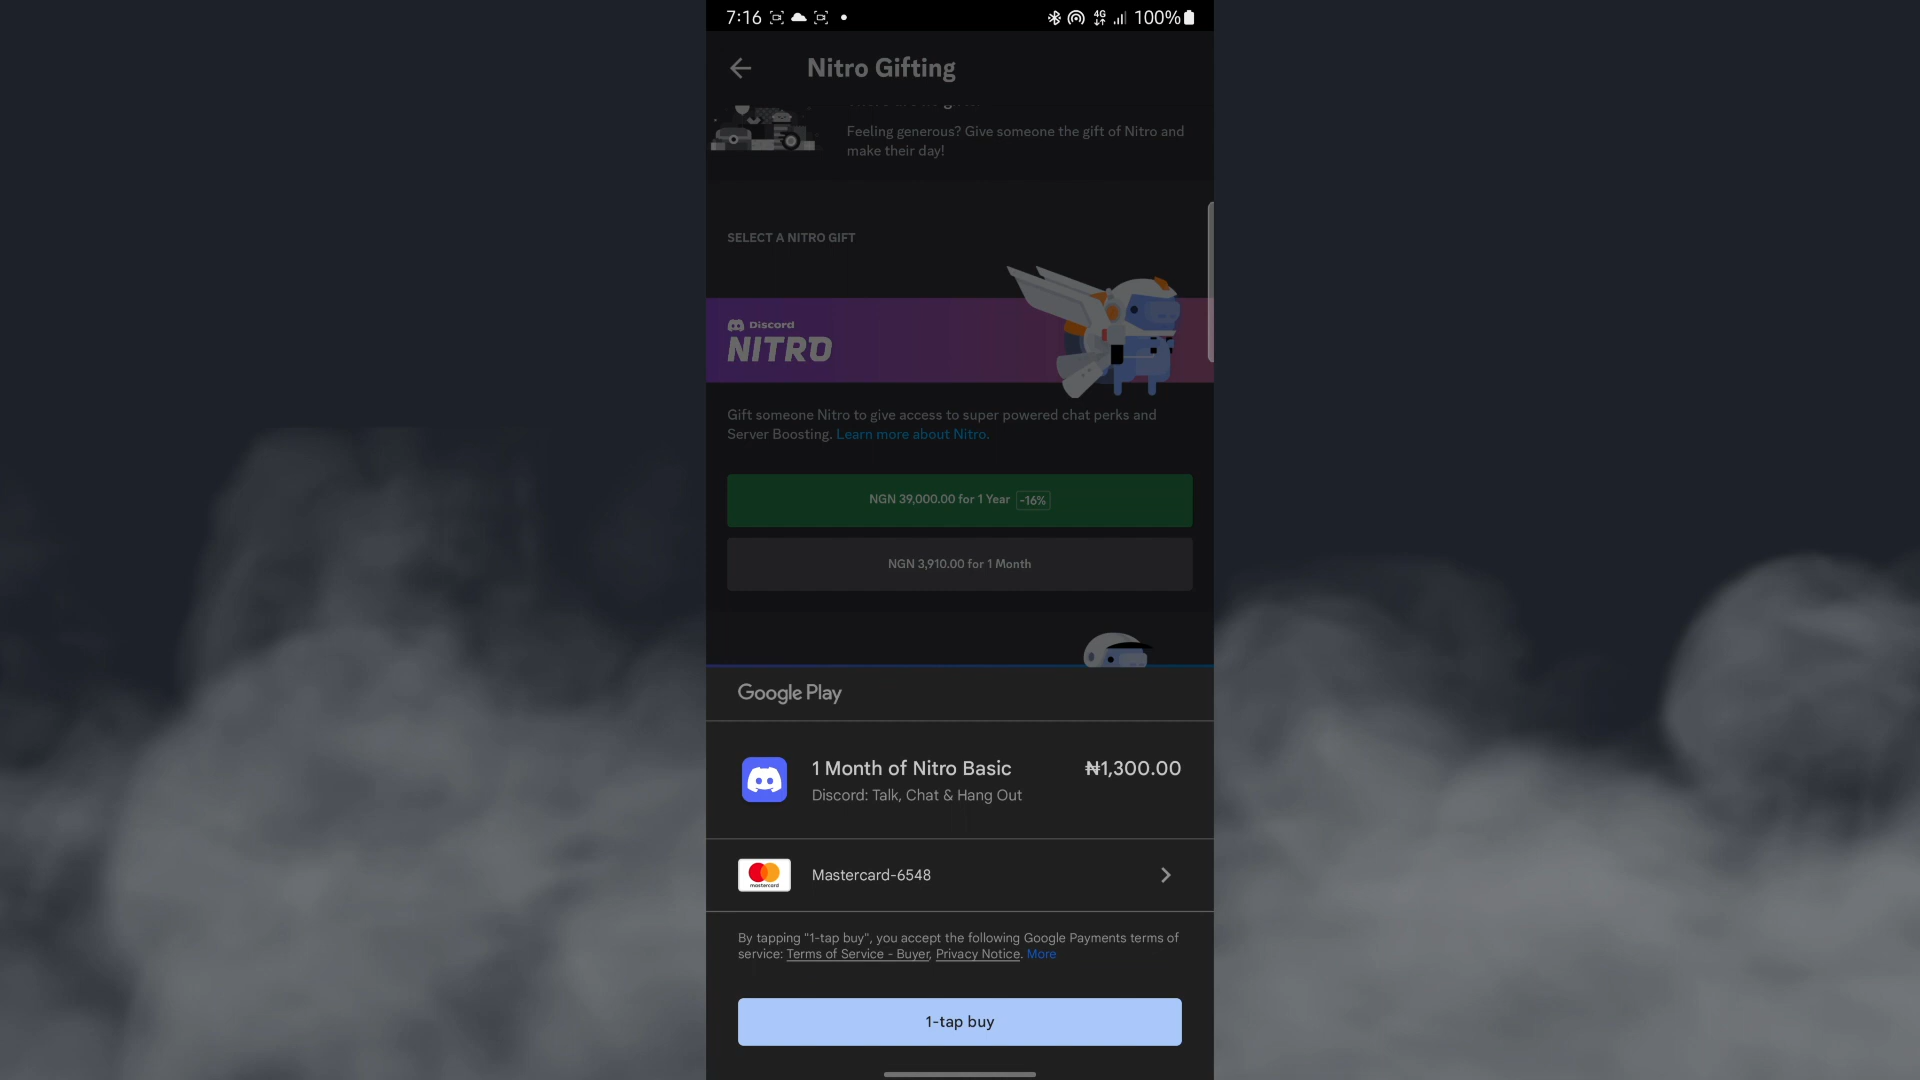 7:16
4G
100%
Nitro Gifting
Feeling generous? Give someone the gift of Nitro and
make their day!
SELECT A NITRO GIFT
Discord
NITRO
Gift someone Nitro to give access to super powered chat perks and
Server Boosting. Learn more about Nitro.
NGN 39,000.00 for 1 Year -16%
NGN 3,910.00 for 1 Month
Google Play
1 Month of Nitro Basic ₦1,300.00
Discord: Talk, Chat & Hang Out
mastercard
Mastercard-6548
By tapping "1-tap buy", you accept the following Google Payments terms of
service: Terms of Service - Buyer, Privacy Notice. More
1-tap buy